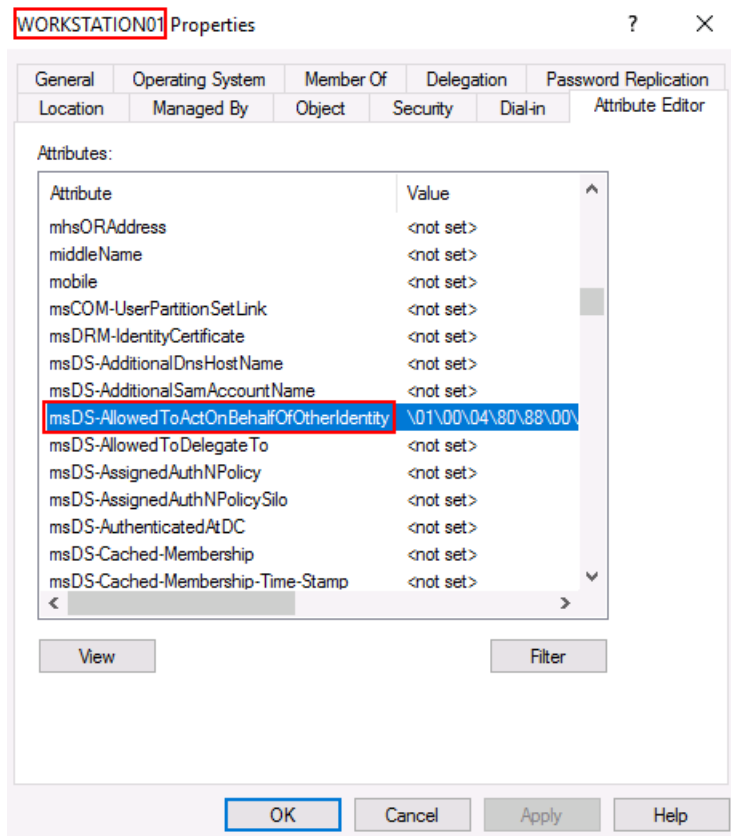 WORKSTATION01 Properties ? ×
General Operating System Member Of Delegation Password Replication
Location Managed By Object Security Dial-in Attribute Editor
Attributes:
Attribute Value
mhsORAddress <not set>
middleName <not set>
mobile <not set>
msCOM-UserPartitionSetLink <not set>
msDRM-IdentityCertificate <not set>
msDS-AdditionalDnsHostName <not set>
msDS-AdditionalSamAccountName <not set>
msDS-AllowedToActOnBehalfOfOtherIdentity \01\00\04\80\88\00\
msDS-AllowedToDelegateTo <not set>
msDS-AssignedAuthNPolicy <not set>
msDS-AssignedAuthNPolicySilo <not set>
msDS-AuthenticatedAtDC <not set>
msDS-Cached-Membership <not set>
msDS-Cached-Membership-Time-Stamp <not set>
View Filter
OK Cancel Apply Help